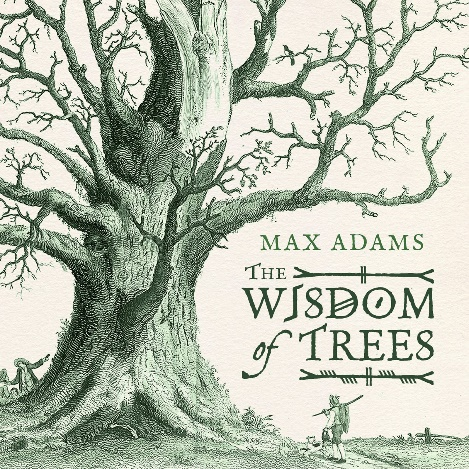 MAX ADAMS
THE
WISDOM
of TREES